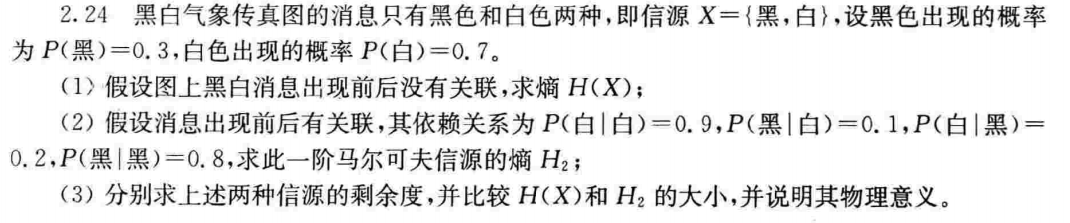 2.24 黑白气象传真图的消息只有黑色和白色两种,即信源 X={黑,白},设黑色出现的概率
为 P(黑)=0.3,白色出现的概率 P(白)=0.7。
(1) 假设图上黑白消息出现前后没有关联,求熵 H(X);
(2) 假设消息出现前后有关联,其依赖关系为 P(白|白)=0.9,P(黑|白)=0.1,P(白|黑)=
0.2,P(黑|黑)=0.8,求此一阶马尔可夫信源的熵 H₂;
(3) 分别求上述两种信源的剩余度,并比较 H(X)和 H₂ 的大小,并说明其物理意义。